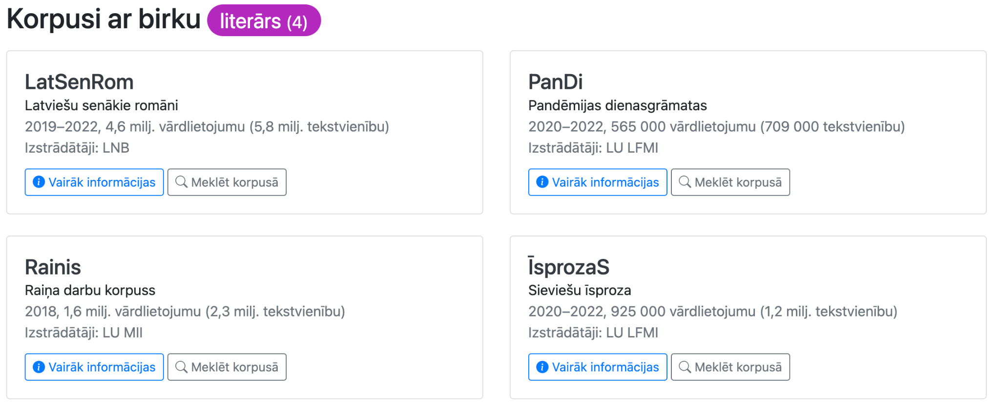 Korpusi ar birku literārs (4)
LatSenRom
Latviešu senākie romāni
2019–2022, 4,6 milj. vārdlietojumu (5,8 milj. tekstvienību)
Izstrādātāji: LNB
Vairāk informācijas Meklēt korpusā
PanDi
Pandēmijas dienasgrāmatas
2020–2022, 565 000 vārdlietojumu (709 000 tekstvienību)
Izstrādātāji: LU LFMI
Vairāk informācijas Meklēt korpusā
Rainis
Raiņa darbu korpuss
2018, 1,6 milj. vārdlietojumu (2,3 milj. tekstvienību)
Izstrādātāji: LU MII
Vairāk informācijas Meklēt korpusā
ĪsprozaS
Sieviešu īsproza
2020–2022, 925 000 vārdlietojumu (1,2 milj. tekstvienību)
Izstrādātāji: LU LFMI
Vairāk informācijas Meklēt korpusā